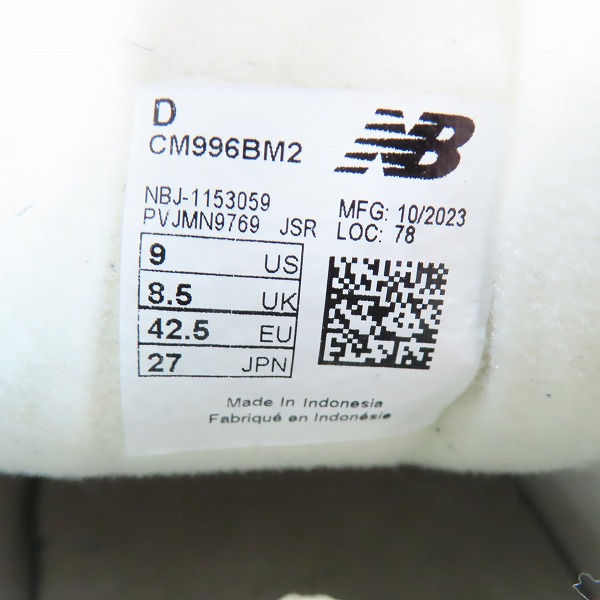 D
CM996BM2
NB
NBJ-1153059
PVJMN9769 JSR
MFG: 10/2023
LOC: 78
9 US
8.5 UK
42.5 EU
27 JPN
Made In Indonesia
Fabriqué en Indonésie